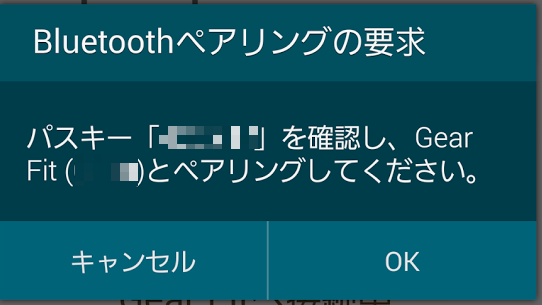 Bluetoothペアリングの要求
パスキー「」を確認し、Gear
Fit ()とペアリングしてください。
キャンセル
OK